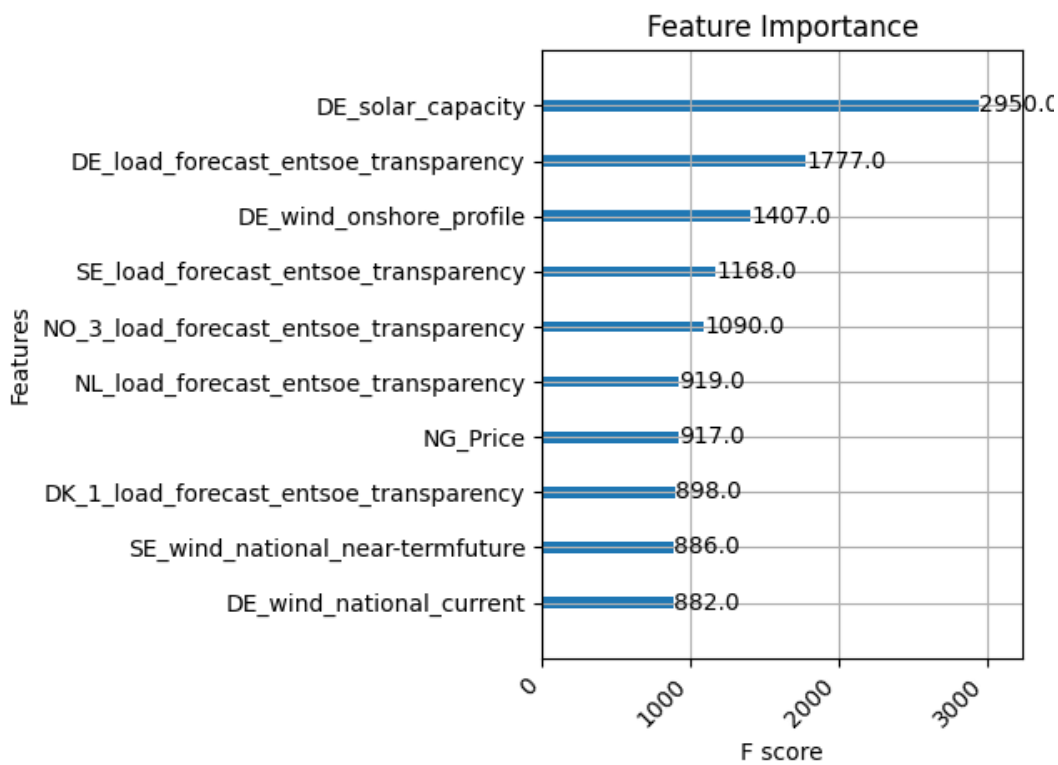 Feature Importance
DE_solar_capacity
2950.0
DE_load_forecast_entsoe_transparency
1777.0
DE_wind_onshore_profile
1407.0
SE_load_forecast_entsoe_transparency
1168.0
NO_3_load_forecast_entsoe_transparency
1090.0
NL_load_forecast_entsoe_transparency
919.0
NG_Price
917.0
DK_1_load_forecast_entsoe_transparency
898.0
SE_wind_national_near-termfuture
886.0
DE_wind_national_current
882.0
Features
0
1000
2000
3000
F score